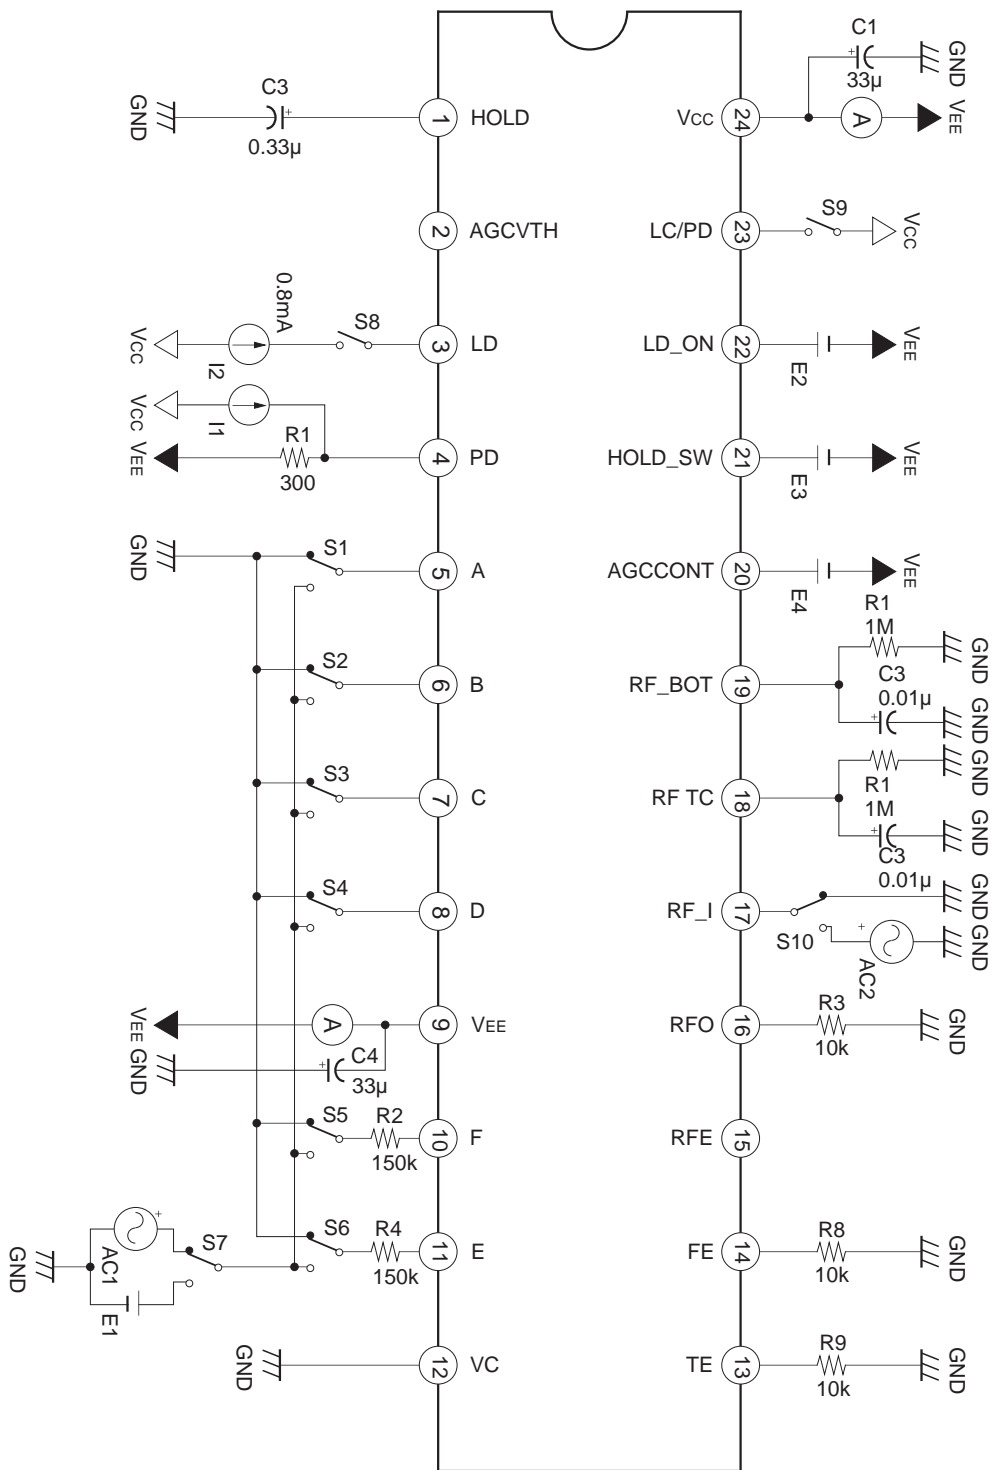 C1
33µ
GND
A
VEE
GND
C3
0.33µ
1
HOLD
VCC
24
2
AGCVTH
LC/PD
23
S9
VCC
VCC
0.8mA
I2
S8
3
LD
LD_ON
22
E2
VEE
VCC
I1
VEE
R1
300
4
PD
HOLD_SW
21
E3
VEE
GND
S1
5
A
AGCCONT
20
E4
VEE
S2
6
B
RF_BOT
19
R1
1M
GND
C3
0.01µ
GND
S3
7
C
RF TC
18
GND
R1
1M
GND
C3
0.01µ
S4
8
D
RF_I
17
S10
GND
AC2
GND
VEE
A
9
VEE
GND
C4
33µ
RFO
16
R3
10k
GND
S5
R2
150k
10
F
RFE
15
GND
AC1
E1
S7
S6
R4
150k
11
E
FE
14
R8
10k
GND
GND
12
VC
TE
13
R9
10k
GND